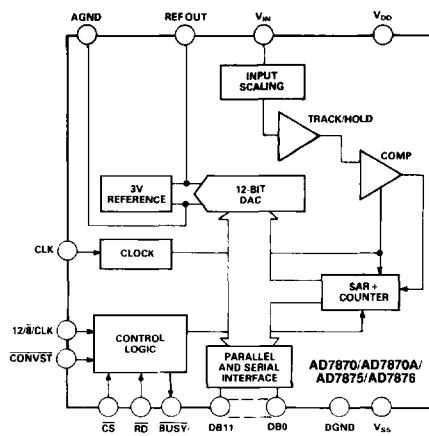 AGND
REF OUT
VIN
VDD
INPUT
SCALING
TRACK/HOLD
COMP
3V
REFERENCE
12-BIT
DAC
CLK
CLOCK
SAR +
COUNTER
12/8/CLK
CONVST
CONTROL
LOGIC
PARALLEL
AND SERIAL
INTERFACE
AD7870/AD7870A/
AD7875/AD7876
CS
RD
BUSY
DB11
DB0
DGND
VSS